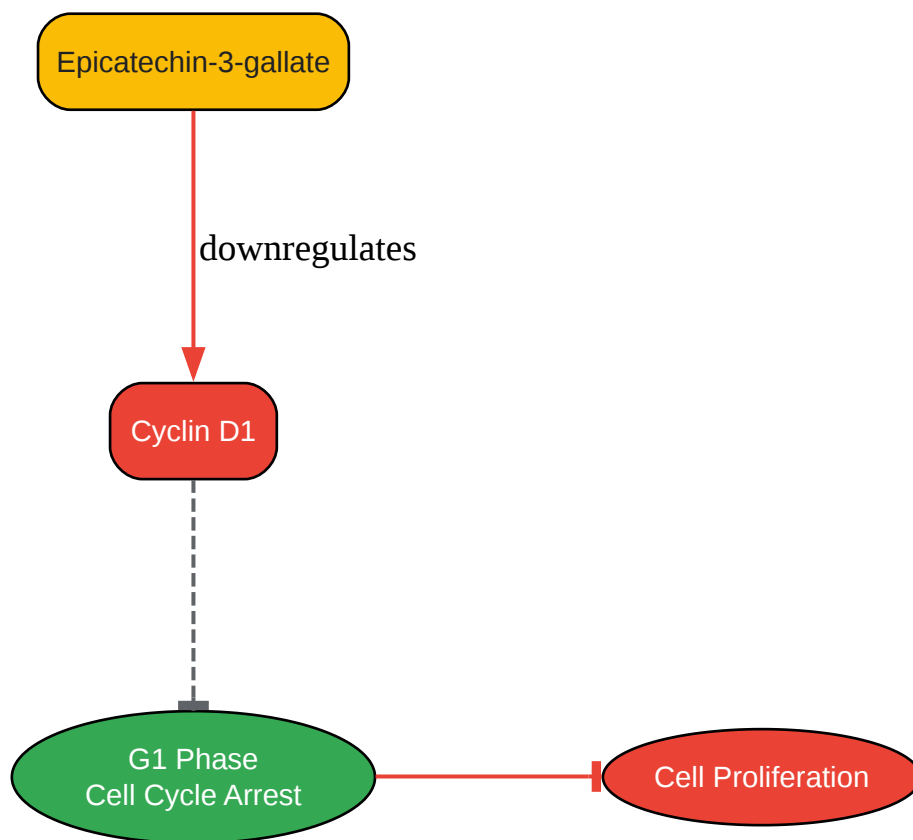 Epicatechin-3-gallate
downregulates
Cyclin D1
G1 Phase
Cell Cycle Arrest
Cell Proliferation